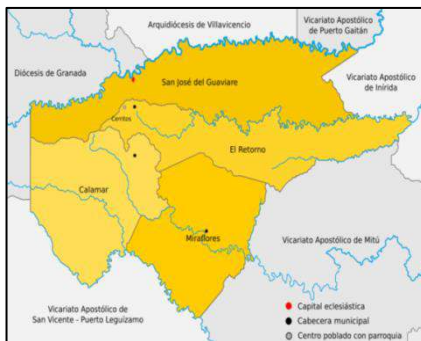 Arquidiócesis de Villavicencio
Vicariato Apostólico
de Puerto Gaitán
Diócesis de Granada
San José del Guaviare
Vicariato Apostólico
de Inírida
Cerritos
El Retorno
Calamar
Miraflores
Vicariato Apostólico de Mitú
Vicariato Apostólico de
San Vicente - Puerto Leguízamo
Capital eclesiástica
Cabecera municipal
Centro poblado con parroquia